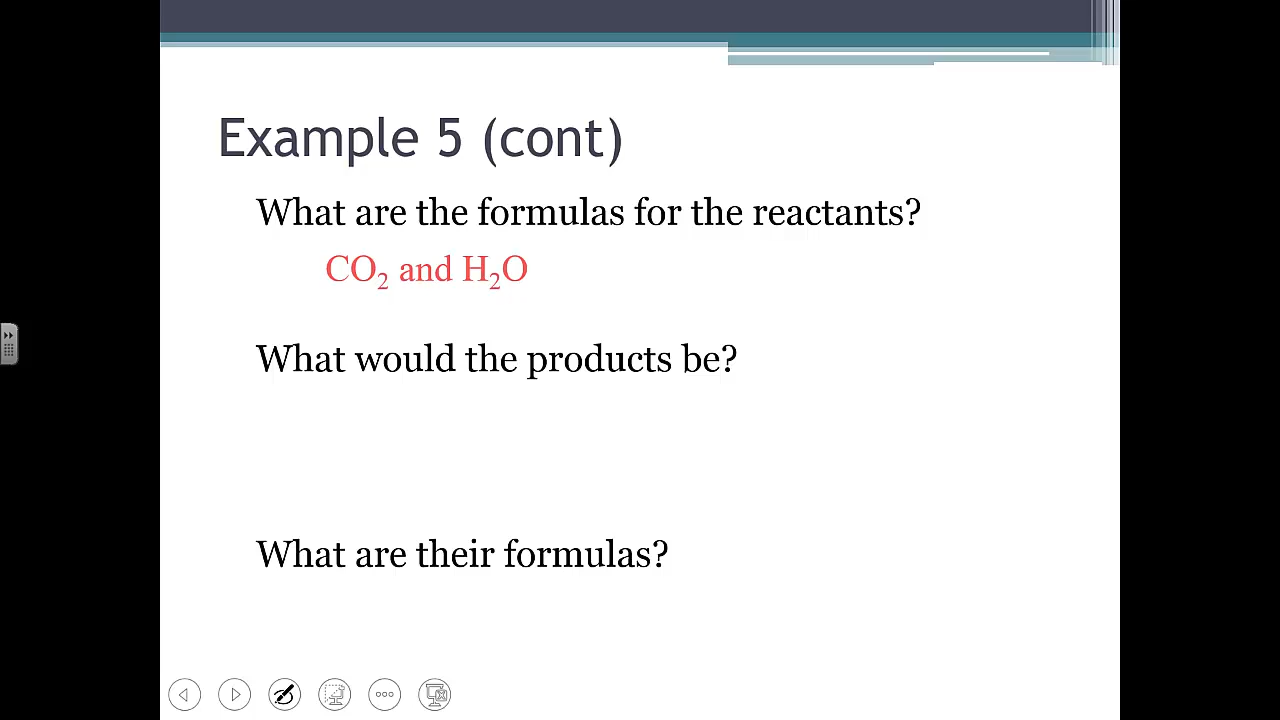 Example 5 (cont)
What are the formulas for the reactants?
CO₂ and H₂O
What would the products be?
What are their formulas?